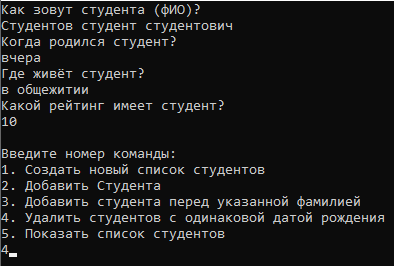 Как зовут студента (фИО)?
Студентов студент студентович
Когда родился студент?
вчера
Где живёт студент?
в общежитии
Какой рейтинг имеет студент?
10
Введите номер команды:
1. Создать новый список студентов
2. Добавить Студента
3. Добавить студента перед указанной фамилией
4. Удалить студентов с одинаковой датой рождения
5. Показать список студентов
4